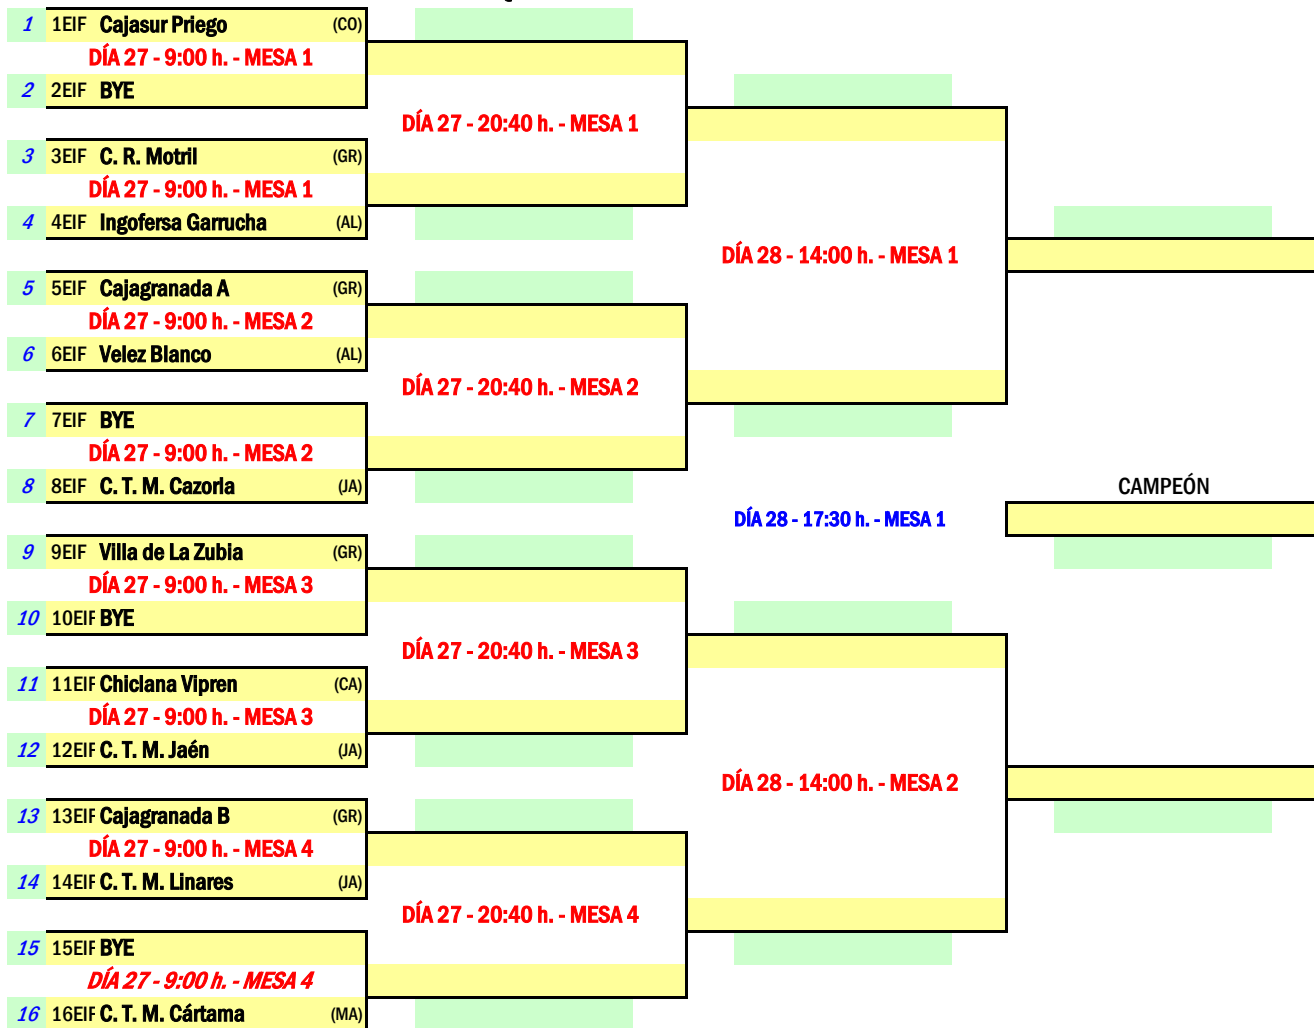 1 1EIF Cajasur Priego (CO)
DÍA 27 - 9:00 h. - MESA 1
2 2EIF BYE
DÍA 27 - 20:40 h. - MESA 1
3 3EIF C. R. Motril (GR)
DÍA 27 - 9:00 h. - MESA 1
4 4EIF Ingofersa Garrucha (AL)
DÍA 28 - 14:00 h. - MESA 1
5 5EIF Cajagranada A (GR)
DÍA 27 - 9:00 h. - MESA 2
6 6EIF Velez Blanco (AL)
DÍA 27 - 20:40 h. - MESA 2
7 7EIF BYE
DÍA 27 - 9:00 h. - MESA 2
8 8EIF C. T. M. Cazorla (JA)
CAMPEÓN
DÍA 28 - 17:30 h. - MESA 1
9 9EIF Villa de La Zubia (GR)
DÍA 27 - 9:00 h. - MESA 3
10 10EIF BYE
DÍA 27 - 20:40 h. - MESA 3
11 11EIF Chiclana Vipren (CA)
DÍA 27 - 9:00 h. - MESA 3
12 12EIF C. T. M. Jaén (JA)
DÍA 28 - 14:00 h. - MESA 2
13 13EIF Cajagranada B (GR)
DÍA 27 - 9:00 h. - MESA 4
14 14EIF C. T. M. Linares (JA)
DÍA 27 - 20:40 h. - MESA 4
15 15EIF BYE
DÍA 27 - 9:00 h. - MESA 4
16 16EIF C. T. M. Cártama (MA)